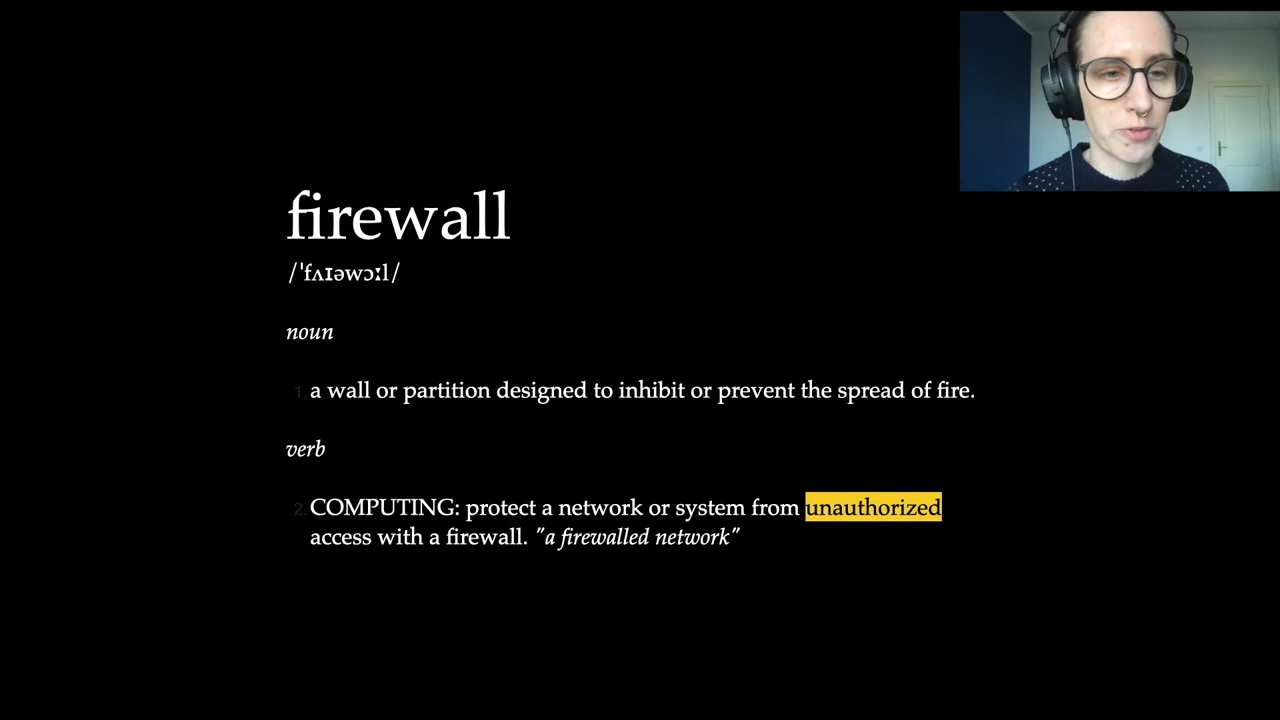 firewall
/ˈfʌɪəwɔːl/
noun
1. a wall or partition designed to inhibit or prevent the spread of fire.
verb
2. COMPUTING: protect a network or system from unauthorized
access with a firewall. "a firewalled network"